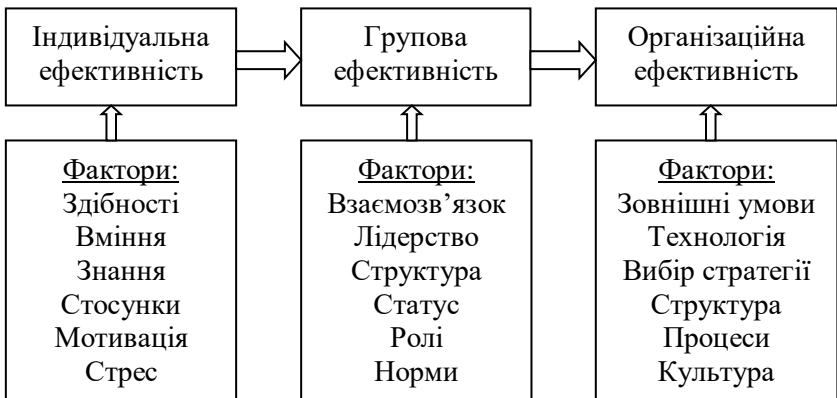 Індивідуальна
ефективність
Групова
ефективність
Організаційна
ефективність
Фактори:
Здібності
Вміння
Знання
Стосунки
Мотивація
Стрес
Фактори:
Взаємозв’язок
Лідерство
Структура
Статус
Ролі
Норми
Фактори:
Зовнішні умови
Технологія
Вибір стратегії
Структура
Процеси
Культура